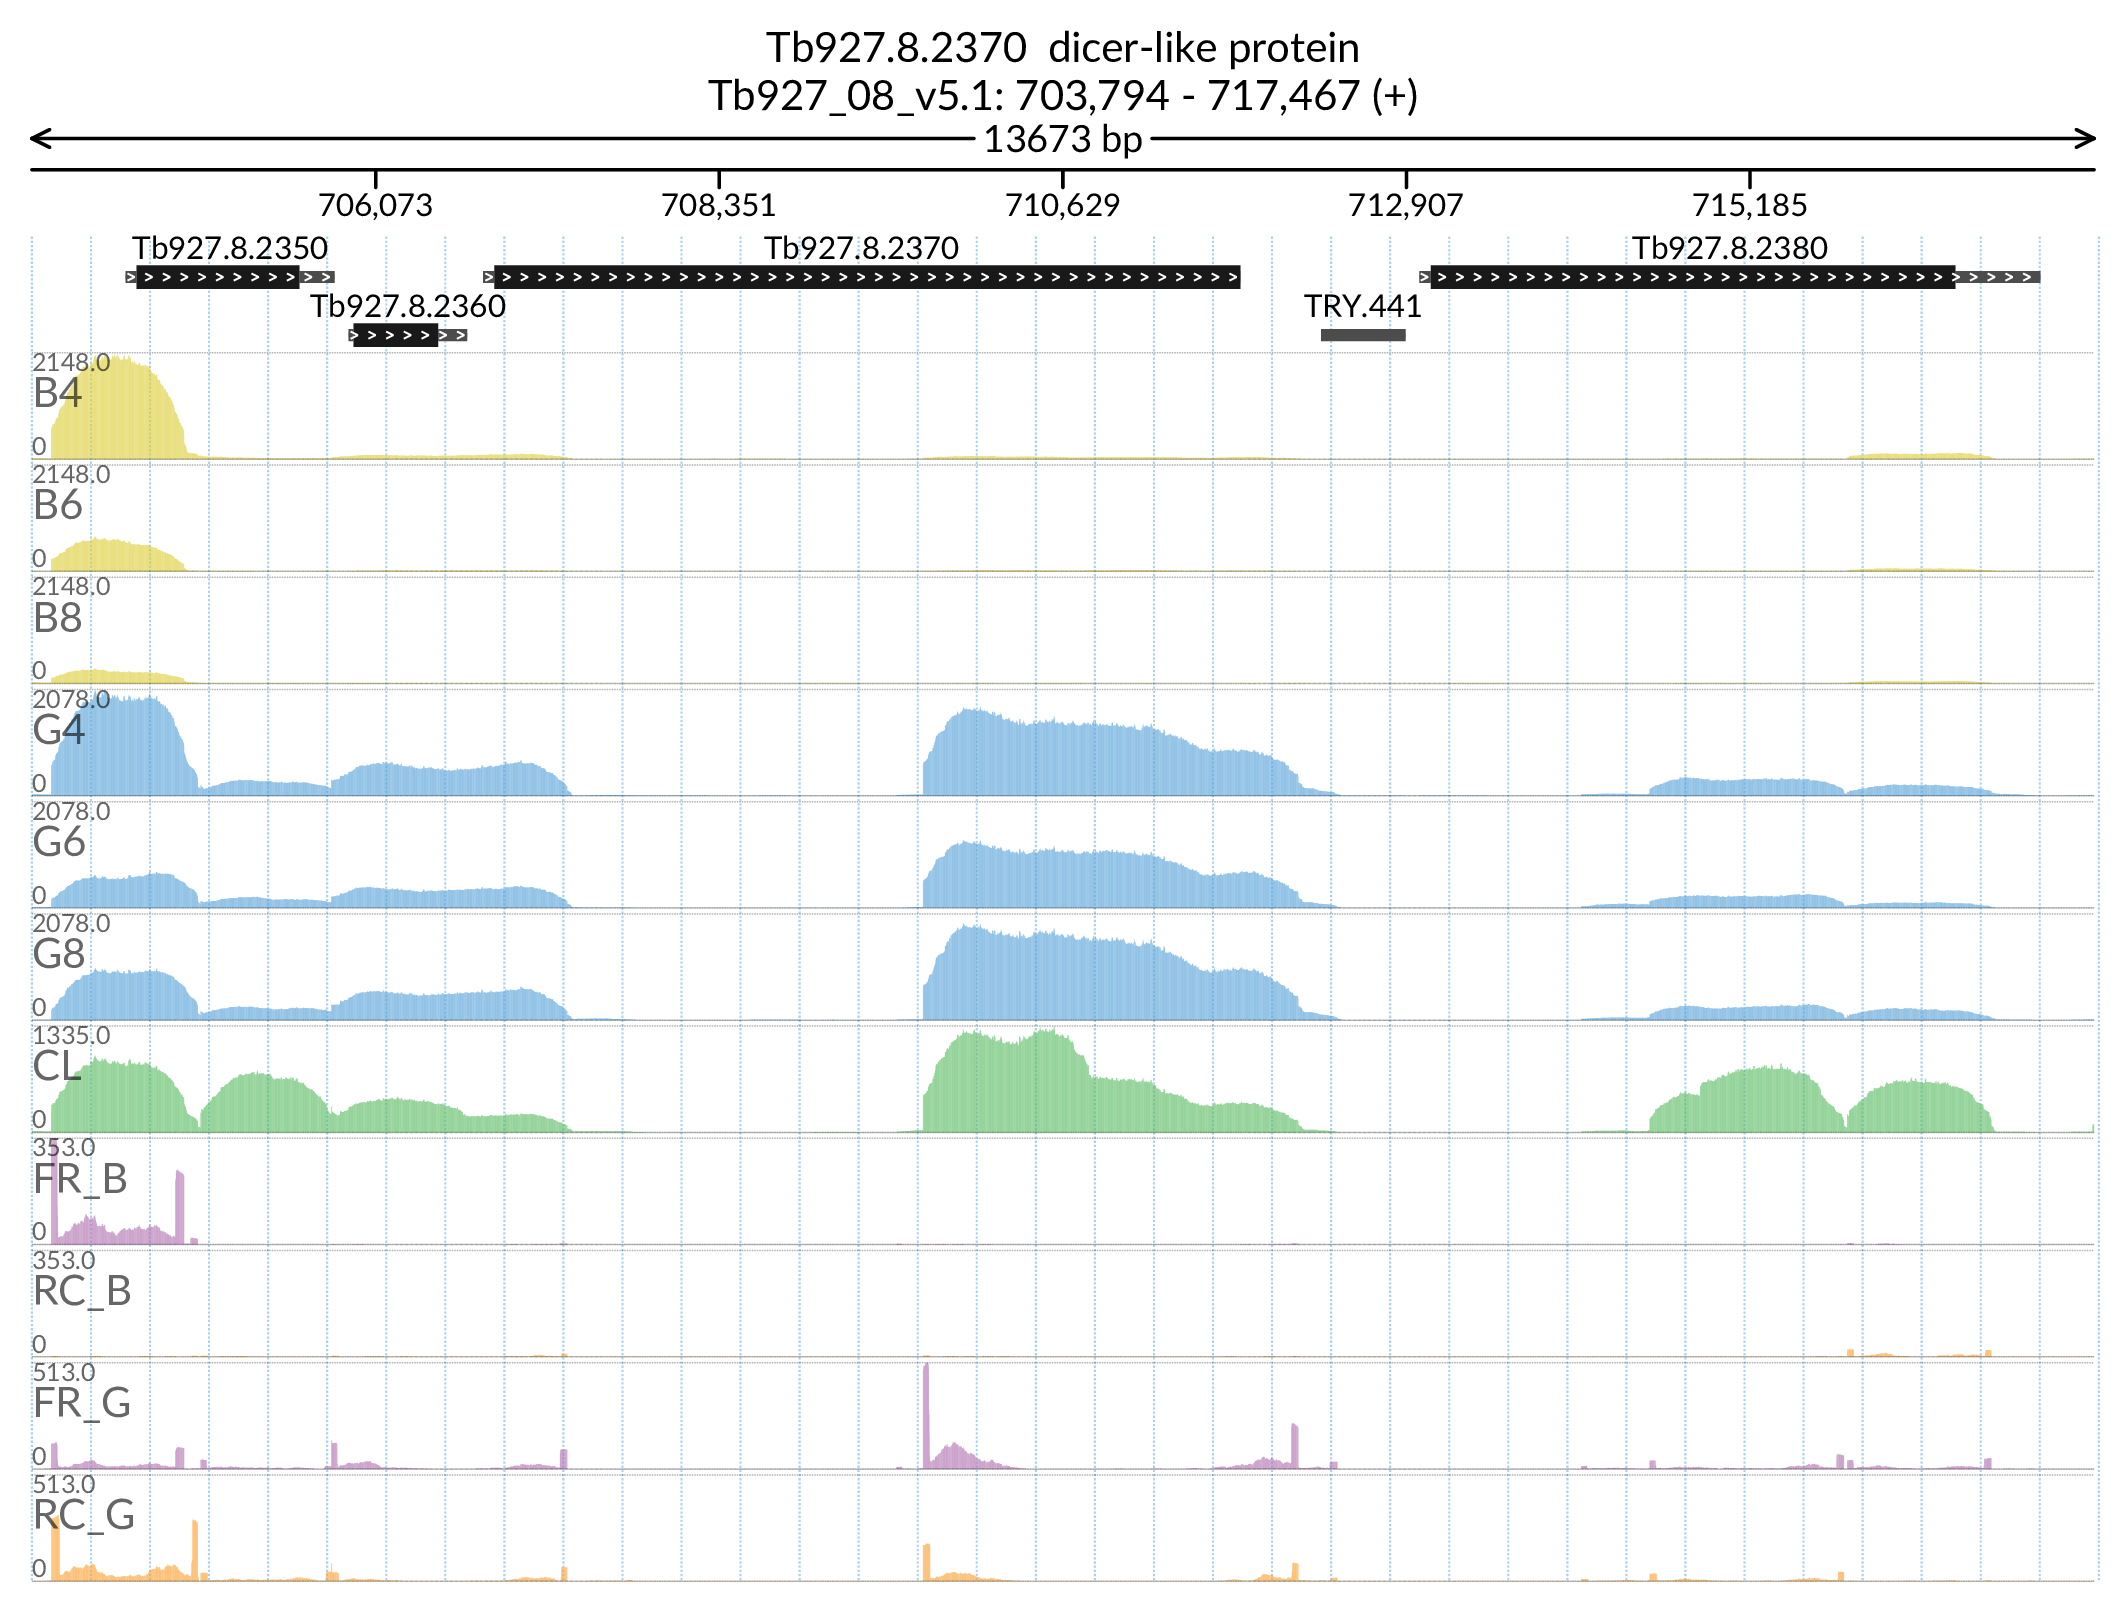 Tb927.8.2370  dicer-like protein
Tb927_08_v5.1: 703,794 - 717,467 (+)
13673 bp
706,073 708,351 710,629 712,907 715,185
Tb927.8.2350 Tb927.8.2370 Tb927.8.2380
Tb927.8.2360 TRY.441
2148.0
B4
0
2148.0
B6
0
2148.0
B8
0
2078.0
G4
0
2078.0
G6
0
2078.0
G8
0
1335.0
CL
0
353.0
FR_B
0
353.0
RC_B
0
513.0
FR_G
0
513.0
RC_G
0